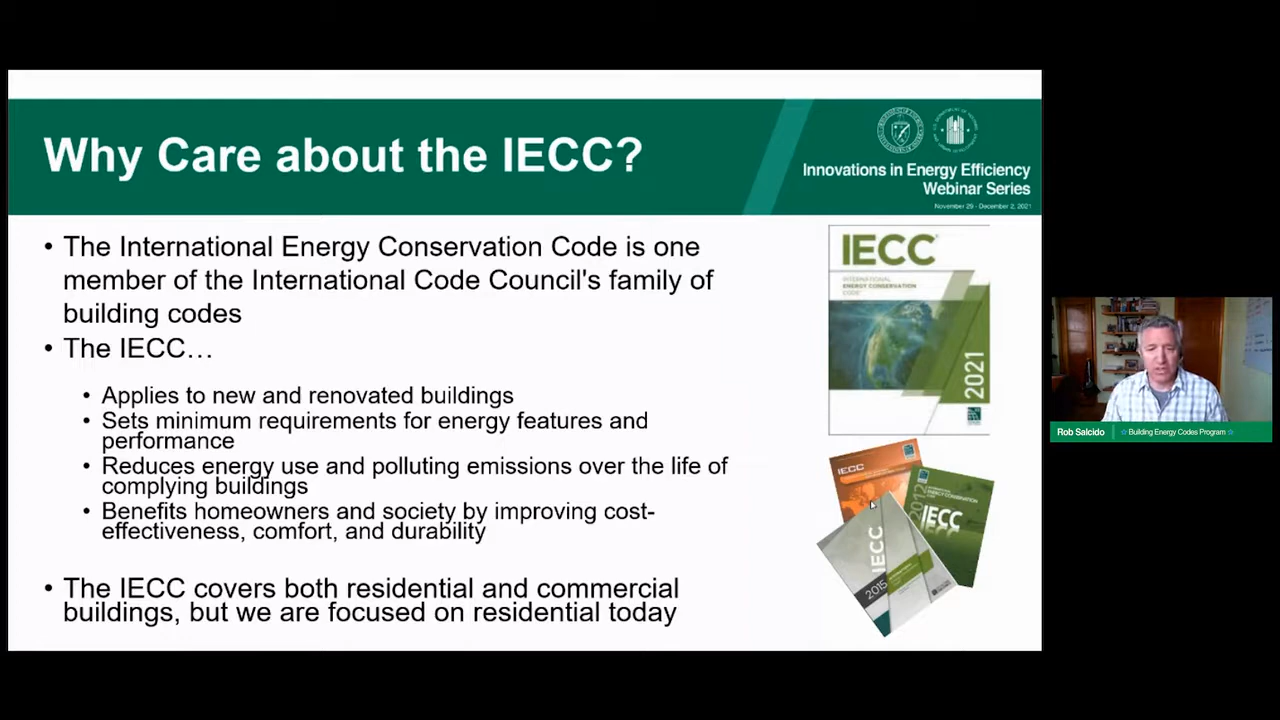 Why Care about the IECC?
Innovations in Energy Efficiency
Webinar Series
November 29 - December 2, 2021
• The International Energy Conservation Code is one
member of the International Code Council's family of
building codes
• The IECC…
• Applies to new and renovated buildings
• Sets minimum requirements for energy features and
performance
• Reduces energy use and polluting emissions over the life of
complying buildings
• Benefits homeowners and society by improving cost-
effectiveness, comfort, and durability
• The IECC covers both residential and commercial
buildings, but we are focused on residential today
IECC
INTERNATIONAL
ENERGY CONSERVATION
CODE
2021
IECC
2012
INTERNATIONAL
ENERGY CONSERVATION
IECC
IECC
2015
Rob Salcido
☆ Building Energy Codes Program ☆